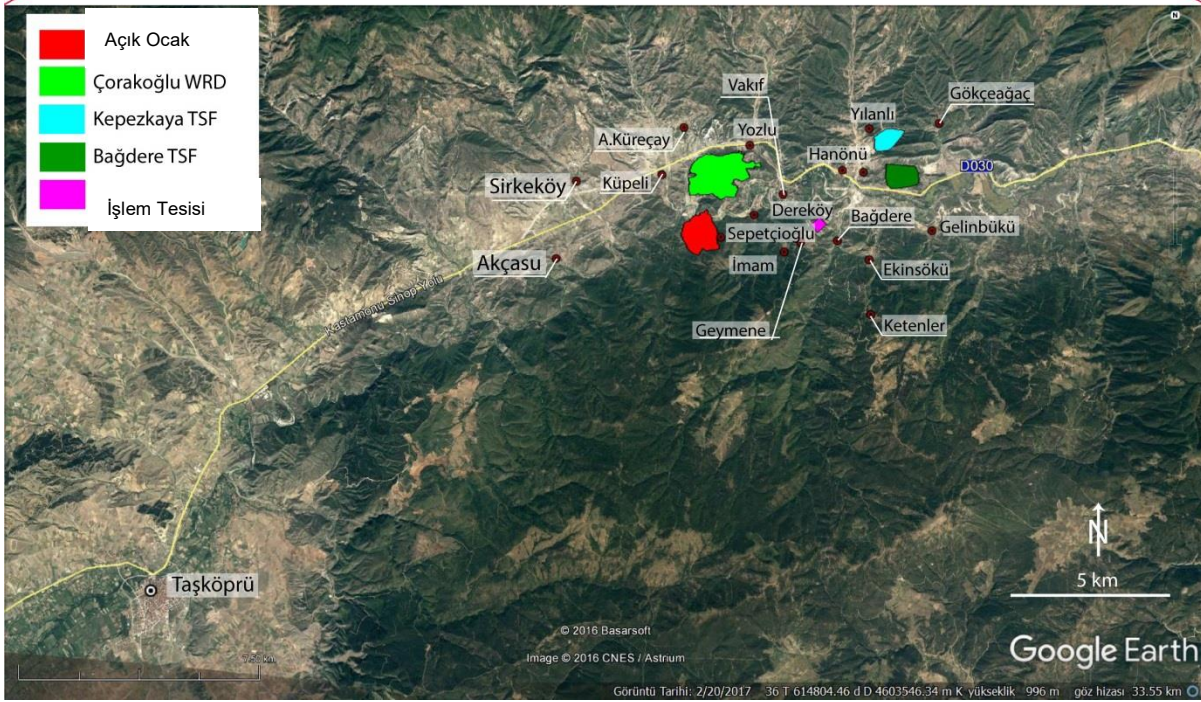 N
Açık Ocak
Çorakoğlu WRD
Kepezkaya TSF
Bağdere TSF
İşlem Tesisi
Vakıf
Gökçeağaç
Yılanlı
A.Küreçay
Yozlu
Hanönü
D030
Sirkeköy
Küpeli
Dereköy
Bağdere
Gelinbükü
Sepetçioğlu
Akçasu
İmam
Ekinsökü
Kastamonu Sinop Yolu
Geymene
Ketenler
N
5 km
Taşköprü
© 2016 Basarsoft
Image © 2016 CNES / Astrium
Google Earth
Görüntü Tarihi: 2/20/2017 36 T 614804.46 d D 4603546.34 m K yükseklik 996 m göz hizası 33.55 km